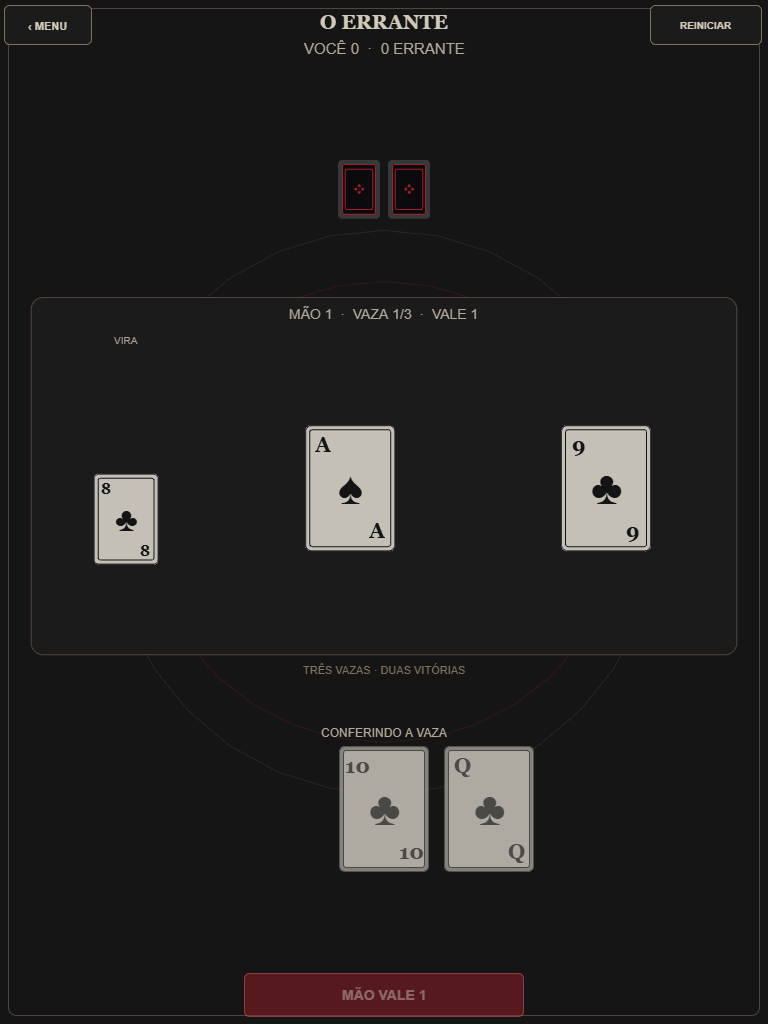 ‹ MENU
O ERRANTE
REINICIAR
VOCÊ 0 · 0 ERRANTE
MÃO 1 · VAZA 1/3 · VALE 1
VIRA
A
A
9
9
8
8
TRÊS VAZAS · DUAS VITÓRIAS
CONFERINDO A VAZA
10
10
Q
Q
MÃO VALE 1